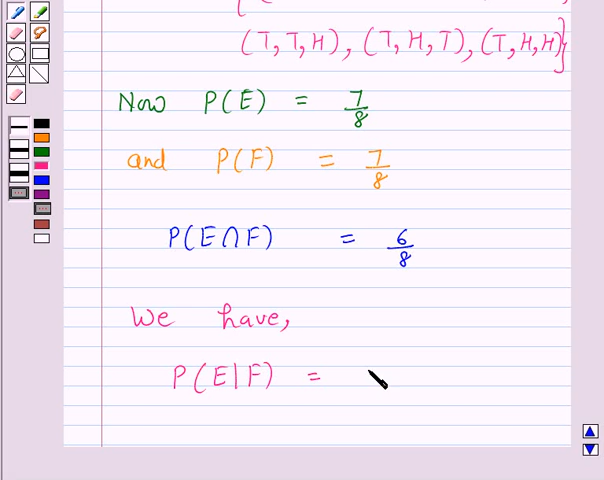 {(
(T,T,H), (T,H,T), (T,H,H)}
Now P(E) = 7/8
and P(F) = 7/8
P(E∩F) = 6/8
We have,
P(E|F) =